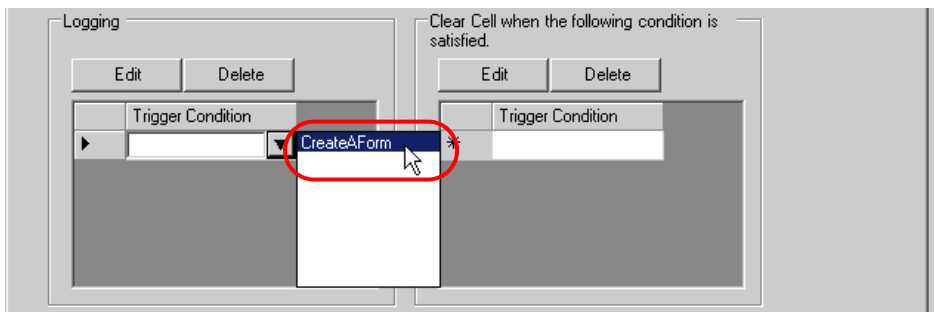 Logging
Edit
Delete
Trigger Condition
CreateAForm
Clear Cell when the following condition is
satisfied.
Edit
Delete
Trigger Condition
*